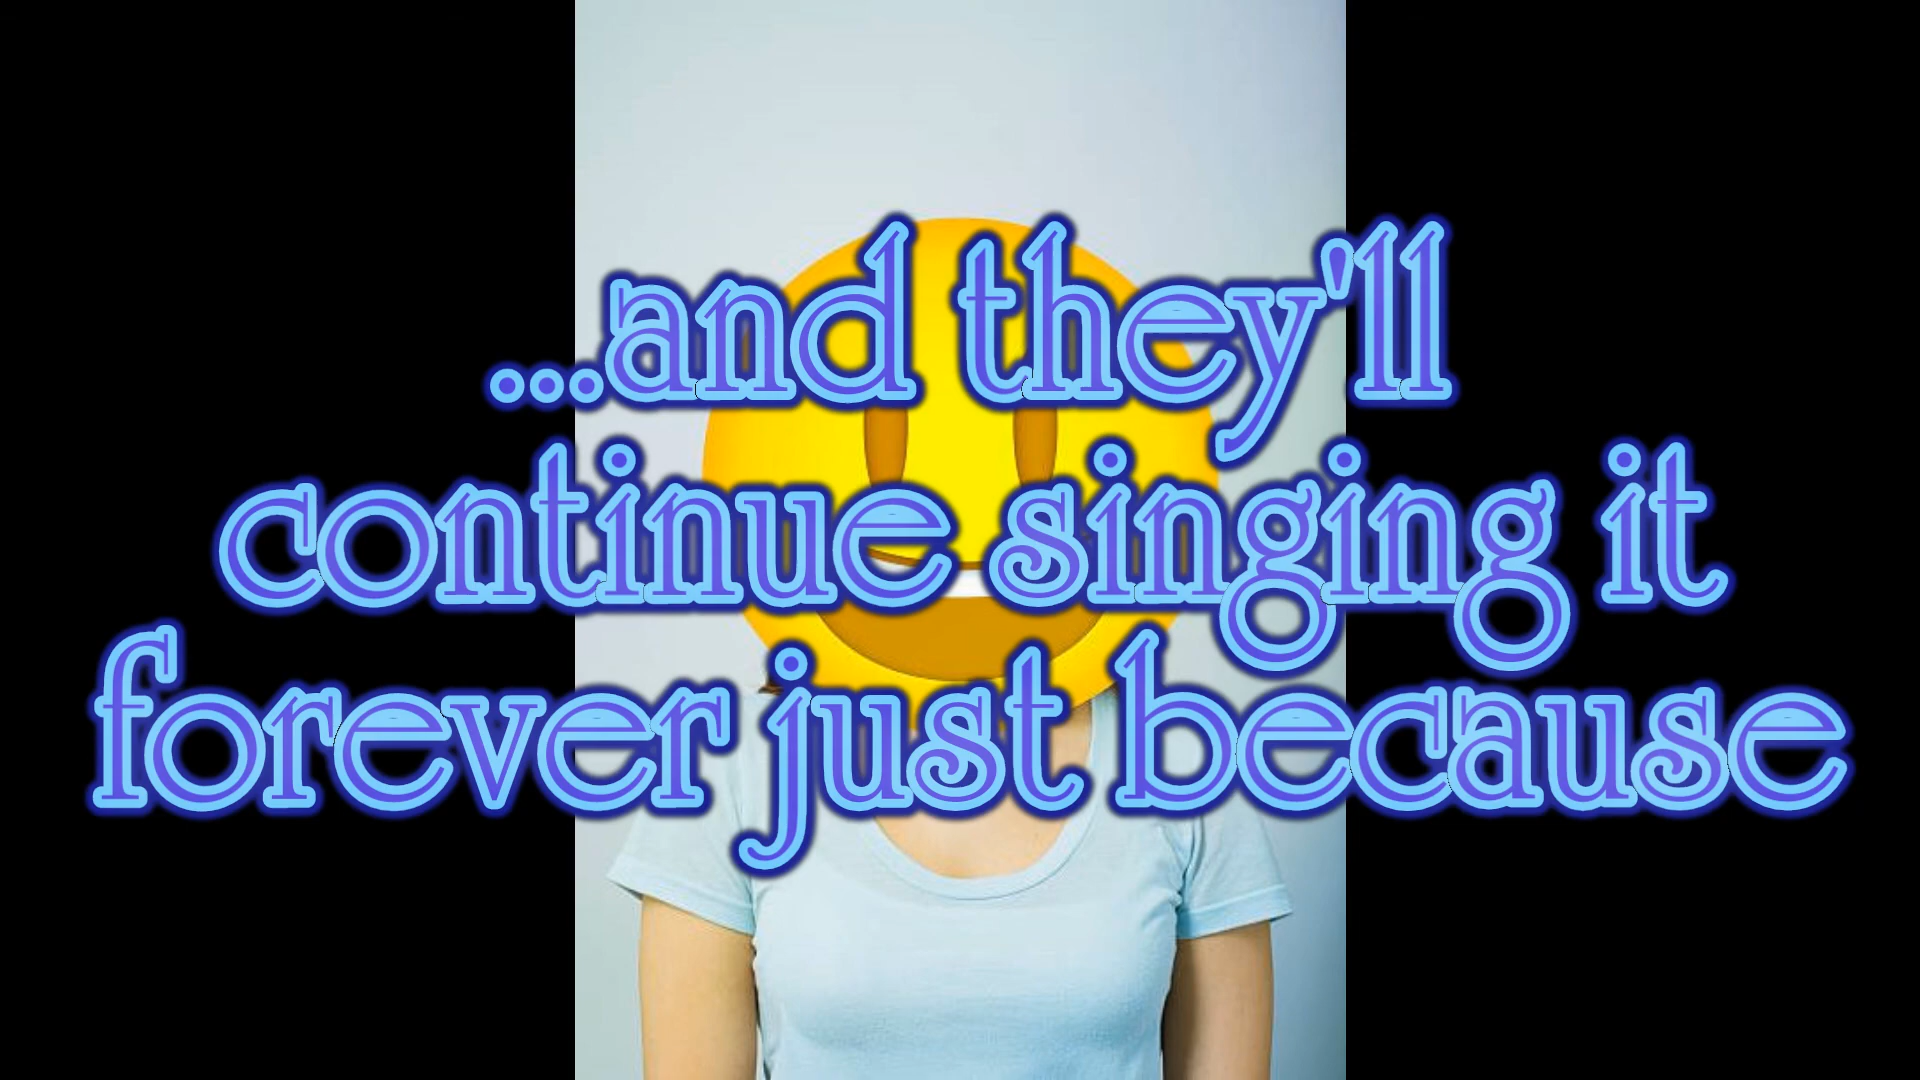 ...and they'll
continue singing it
forever just because